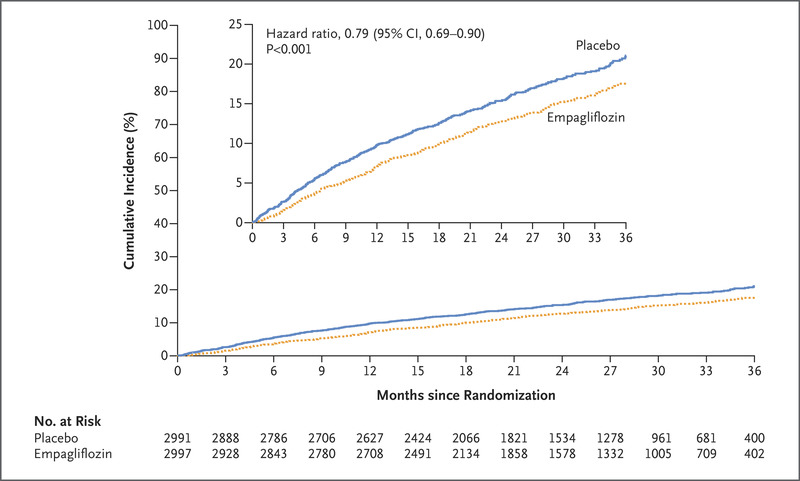 Hazard ratio, 0.79 (95% CI, 0.69–0.90)
P<0.001
Placebo
Empagliflozin
25
20
15
10
5
0
0 3 6 9 12 15 18 21 24 27 30 33 36
Cumulative Incidence (%)
100
90
80
70
60
50
40
30
20
10
0
0 3 6 9 12 15 18 21 24 27 30 33 36
Months since Randomization
No. at Risk
Placebo 2991 2888 2786 2706 2627 2424 2066 1821 1534 1278 961 681 400
Empagliflozin 2997 2928 2843 2780 2708 2491 2134 1858 1578 1332 1005 709 402